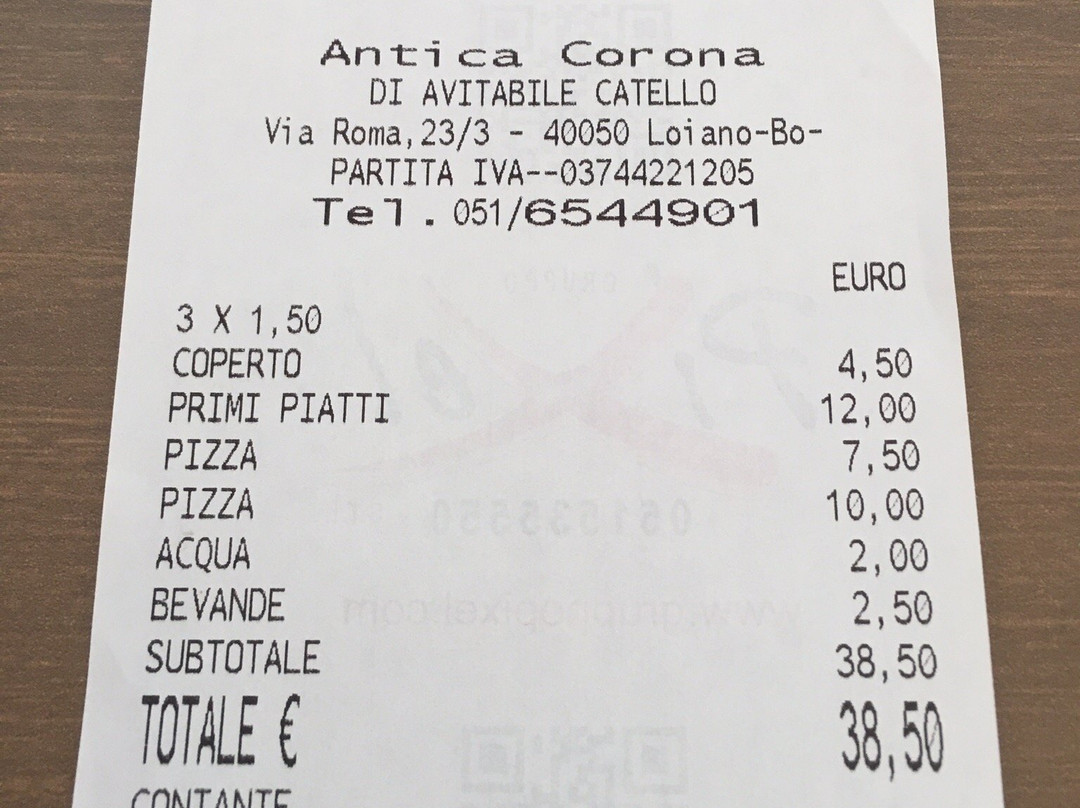 Antica Corona
DI AVITABILE CATELLO
Via Roma,23/3 - 40050 Loiano-Bo-
PARTITA IVA--03744221205
Tel.051/6544901
EURO
3 X 1,50
COPERTO 4,50
PRIMI PIATTI 12,00
PIZZA 7,50
PIZZA 10,00
ACQUA 2,00
BEVANDE 2,50
SUBTOTALE 38,50
TOTALE € 38,50
CONTANTE